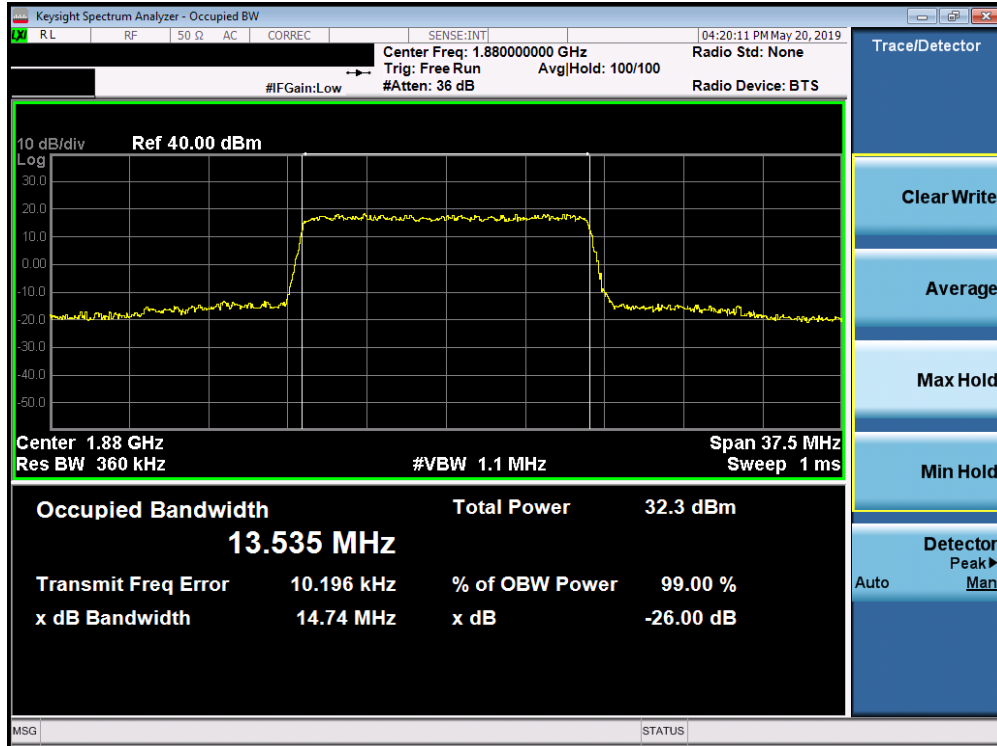 Keysight Spectrum Analyzer - Occupied BW
LXI RL RF 50 Ω AC CORREC SENSE:INT 04:20:11 PM May 20, 2019
Center Freq: 1.880000000 GHz Radio Std: None
Trig: Free Run Avg|Hold: 100/100
#IFGain:Low #Atten: 36 dB Radio Device: BTS
Trace/Detector
10 dB/div Ref 40.00 dBm
Log
30.0
20.0
10.0
0.00
-10.0
-20.0
-30.0
-40.0
-50.0
Center 1.88 GHz Span 37.5 MHz
Res BW 360 kHz #VBW 1.1 MHz Sweep 1 ms
Occupied Bandwidth Total Power 32.3 dBm
13.535 MHz
Transmit Freq Error 10.196 kHz % of OBW Power 99.00 %
x dB Bandwidth 14.74 MHz x dB -26.00 dB
Clear Write
Average
Max Hold
Min Hold
Detector
Peak▶
Auto Man
MSG STATUS